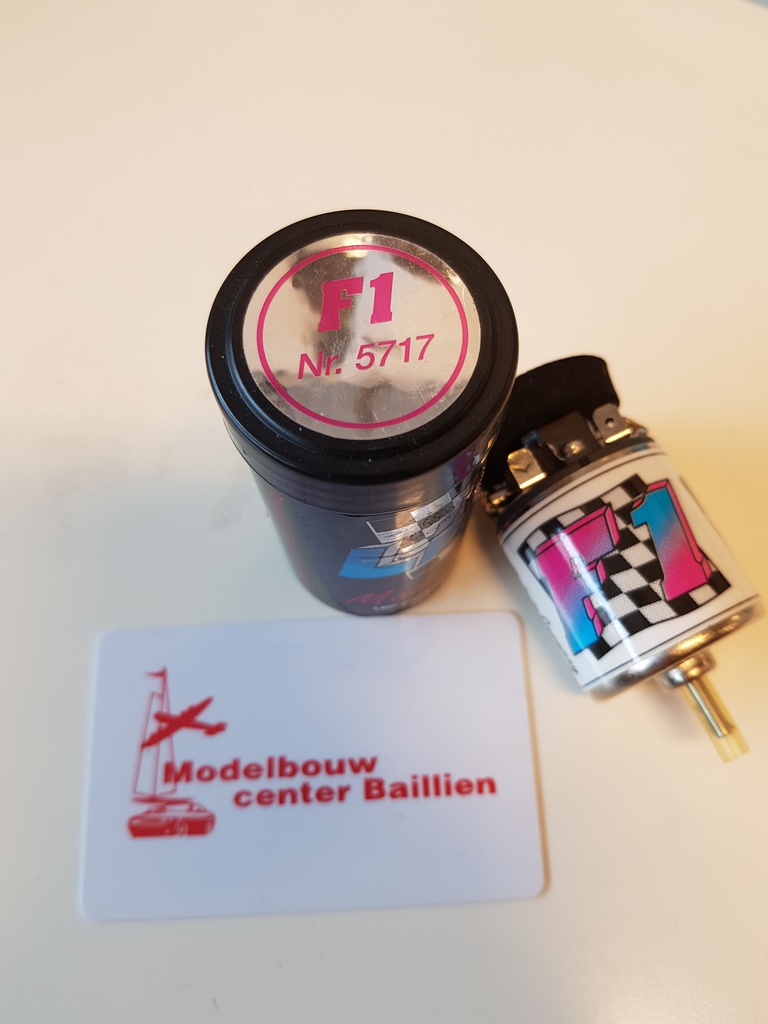 F1
Nr. 5717
F1
Modelbouw
center Baillien